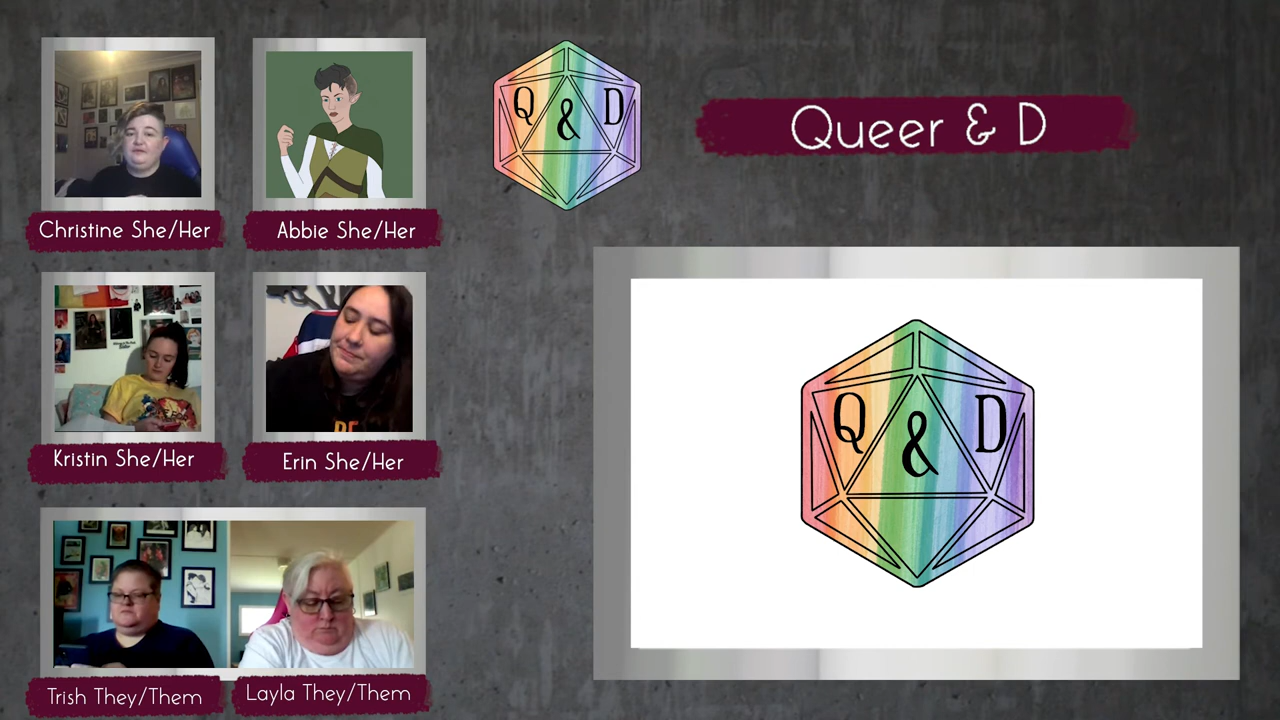 Q & D
Queer & D
Christine She/Her
Abbie She/Her
Kristin She/Her
Erin She/Her
Q & D
Trish They/Them
Layla They/Them